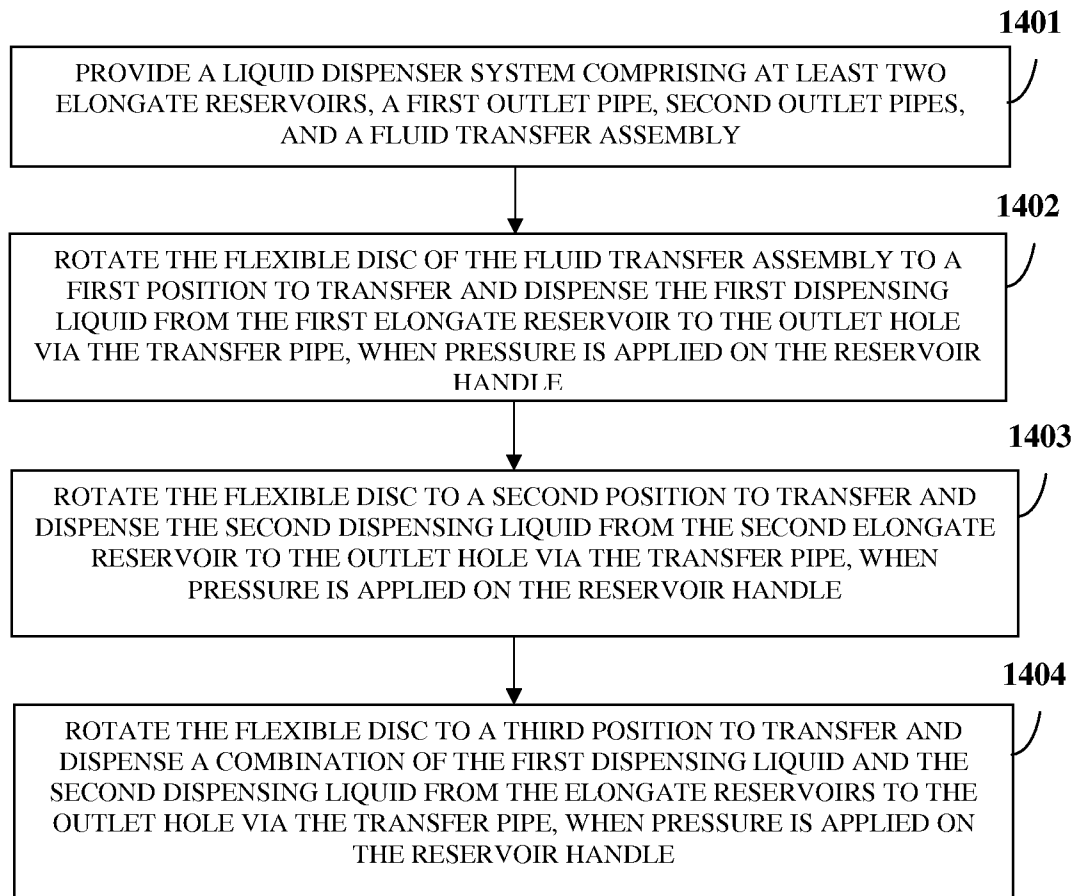 1401
PROVIDE A LIQUID DISPENSER SYSTEM COMPRISING AT LEAST TWO
ELONGATE RESERVOIRS, A FIRST OUTLET PIPE, SECOND OUTLET PIPES,
AND A FLUID TRANSFER ASSEMBLY
1402
ROTATE THE FLEXIBLE DISC OF THE FLUID TRANSFER ASSEMBLY TO A
FIRST POSITION TO TRANSFER AND DISPENSE THE FIRST DISPENSING
LIQUID FROM THE FIRST ELONGATE RESERVOIR TO THE OUTLET HOLE
VIA THE TRANSFER PIPE, WHEN PRESSURE IS APPLIED ON THE RESERVOIR
HANDLE
1403
ROTATE THE FLEXIBLE DISC TO A SECOND POSITION TO TRANSFER AND
DISPENSE THE SECOND DISPENSING LIQUID FROM THE SECOND ELONGATE
RESERVOIR TO THE OUTLET HOLE VIA THE TRANSFER PIPE, WHEN
PRESSURE IS APPLIED ON THE RESERVOIR HANDLE
1404
ROTATE THE FLEXIBLE DISC TO A THIRD POSITION TO TRANSFER AND
DISPENSE A COMBINATION OF THE FIRST DISPENSING LIQUID AND THE
SECOND DISPENSING LIQUID FROM THE ELONGATE RESERVOIRS TO THE
OUTLET HOLE VIA THE TRANSFER PIPE, WHEN PRESSURE IS APPLIED ON
THE RESERVOIR HANDLE